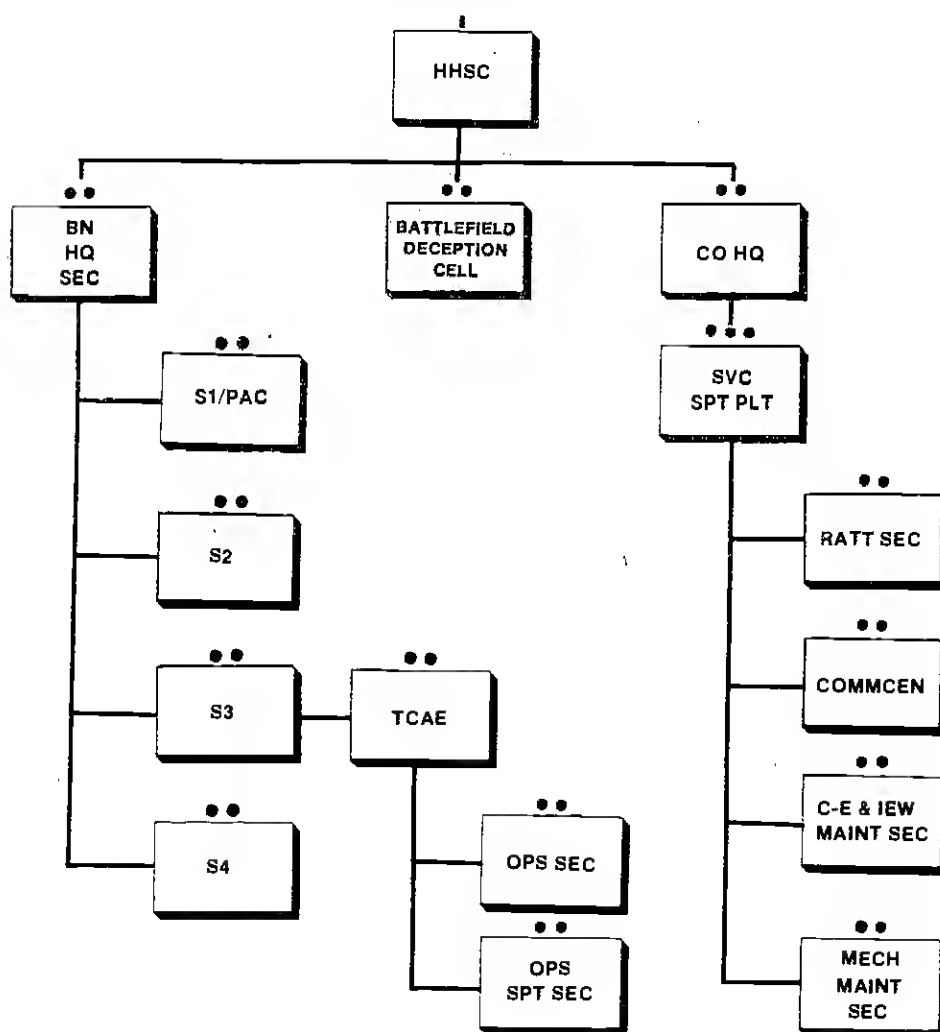 HHSC
BN
HQ
SEC
BATTLEFIELD
DECEPTION
CELL
CO HQ
SVC
SPT PLT
S1/PAC
S2
S3
S4
TCAE
OPS SEC
OPS
SPT SEC
RATT SEC
COMMCEN
C-E & IEW
MAINT SEC
MECH
MAINT
SEC